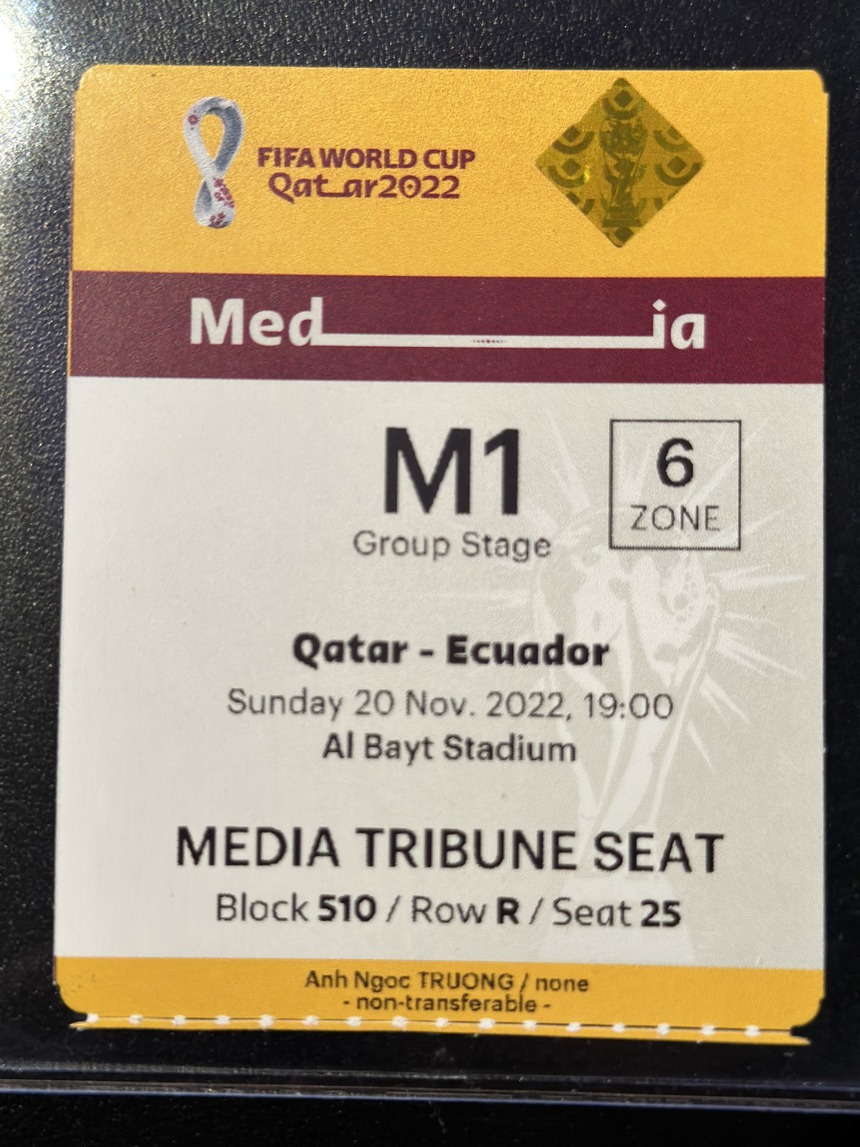 FIFA WORLD CUP
Qatar2022
Media
M1
Group Stage
6
ZONE
Qatar - Ecuador
Sunday 20 Nov. 2022, 19:00
Al Bayt Stadium
MEDIA TRIBUNE SEAT
Block 510 / Row R / Seat 25
Anh Ngoc TRUONG / none
- non-transferable -